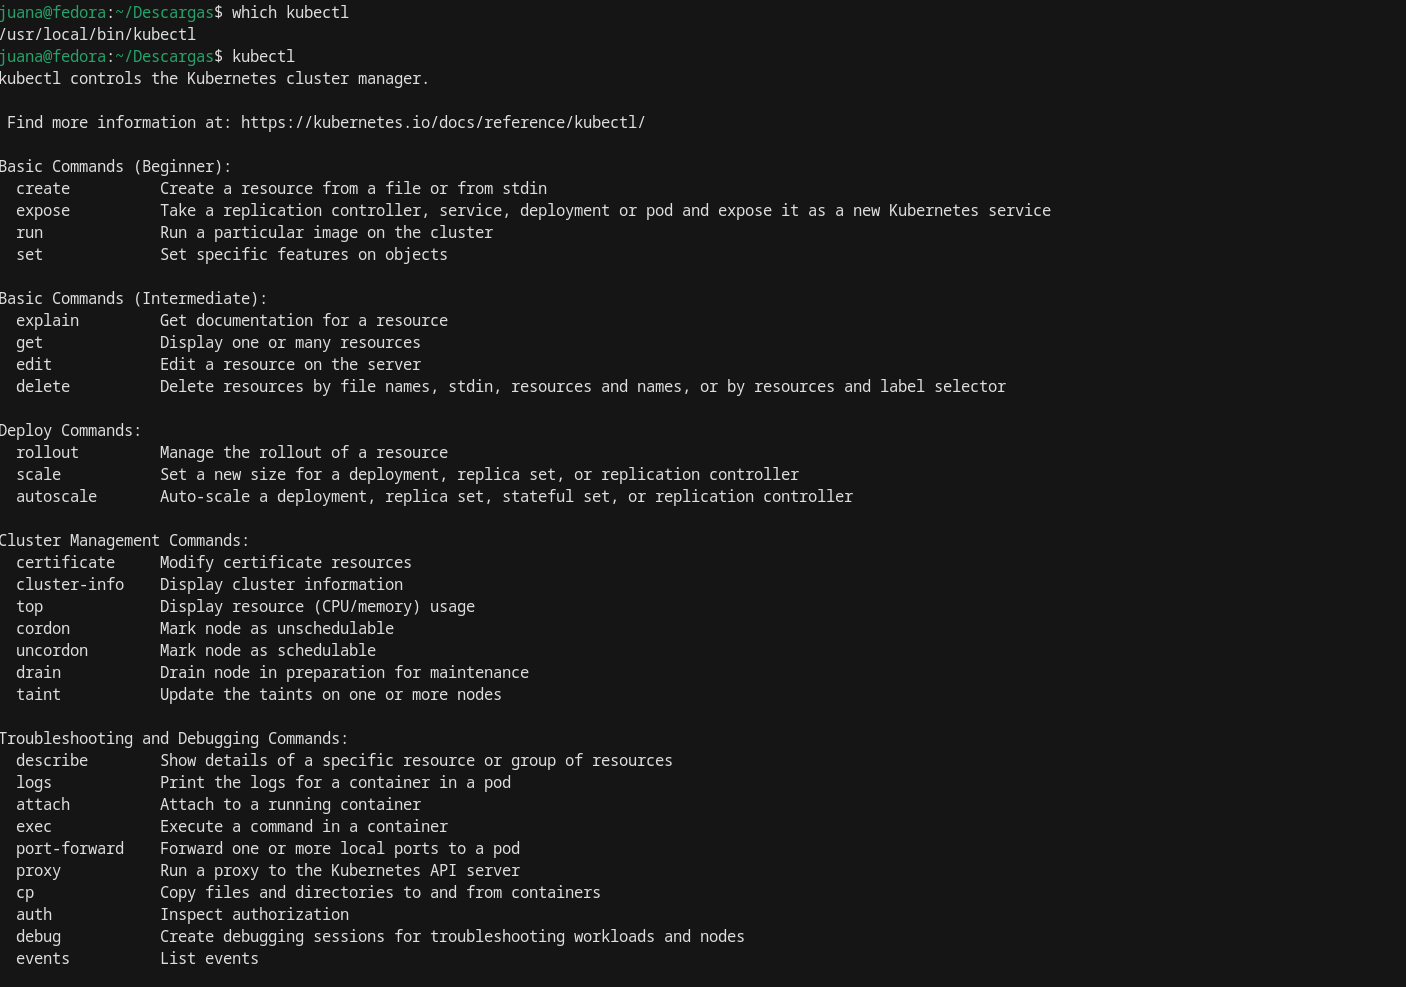 juana@fedora:~/Descargas$ which kubectl
/usr/local/bin/kubectl
juana@fedora:~/Descargas$ kubectl
kubectl controls the Kubernetes cluster manager.
Find more information at: https://kubernetes.io/docs/reference/kubectl/
Basic Commands (Beginner):
create Create a resource from a file or from stdin
expose Take a replication controller, service, deployment or pod and expose it as a new Kubernetes service
run Run a particular image on the cluster
set Set specific features on objects
Basic Commands (Intermediate):
explain Get documentation for a resource
get Display one or many resources
edit Edit a resource on the server
delete Delete resources by file names, stdin, resources and names, or by resources and label selector
Deploy Commands:
rollout Manage the rollout of a resource
scale Set a new size for a deployment, replica set, or replication controller
autoscale Auto-scale a deployment, replica set, stateful set, or replication controller
Cluster Management Commands:
certificate Modify certificate resources
cluster-info Display cluster information
top Display resource (CPU/memory) usage
cordon Mark node as unschedulable
uncordon Mark node as schedulable
drain Drain node in preparation for maintenance
taint Update the taints on one or more nodes
Troubleshooting and Debugging Commands:
describe Show details of a specific resource or group of resources
logs Print the logs for a container in a pod
attach Attach to a running container
exec Execute a command in a container
port-forward Forward one or more local ports to a pod
proxy Run a proxy to the Kubernetes API server
cp Copy files and directories to and from containers
auth Inspect authorization
debug Create debugging sessions for troubleshooting workloads and nodes
events List events